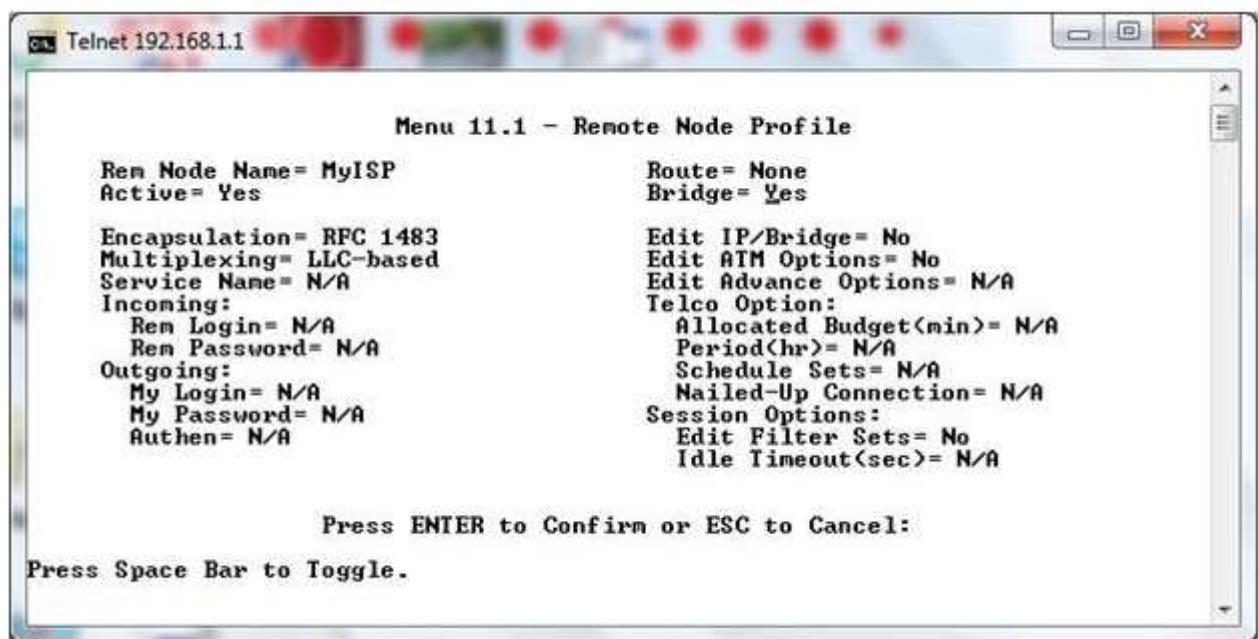 Telnet 192.168.1.1
Menu 11.1 - Remote Node Profile
Rem Node Name= MyISP
Active= Yes
Encapsulation= RFC 1483
Multiplexing= LLC-based
Service Name= N/A
Incoming:
Rem Login= N/A
Rem Password= N/A
Outgoing:
My Login= N/A
My Password= N/A
Authen= N/A
Route= None
Bridge= Yes
Edit IP/Bridge= No
Edit ATM Options= No
Edit Advance Options= N/A
Telco Option:
Allocated Budget(min)= N/A
Period(hr)= N/A
Schedule Sets= N/A
Nailed-Up Connection= N/A
Session Options:
Edit Filter Sets= No
Idle Timeout(sec)= N/A
Press ENTER to Confirm or ESC to Cancel:
Press Space Bar to Toggle.